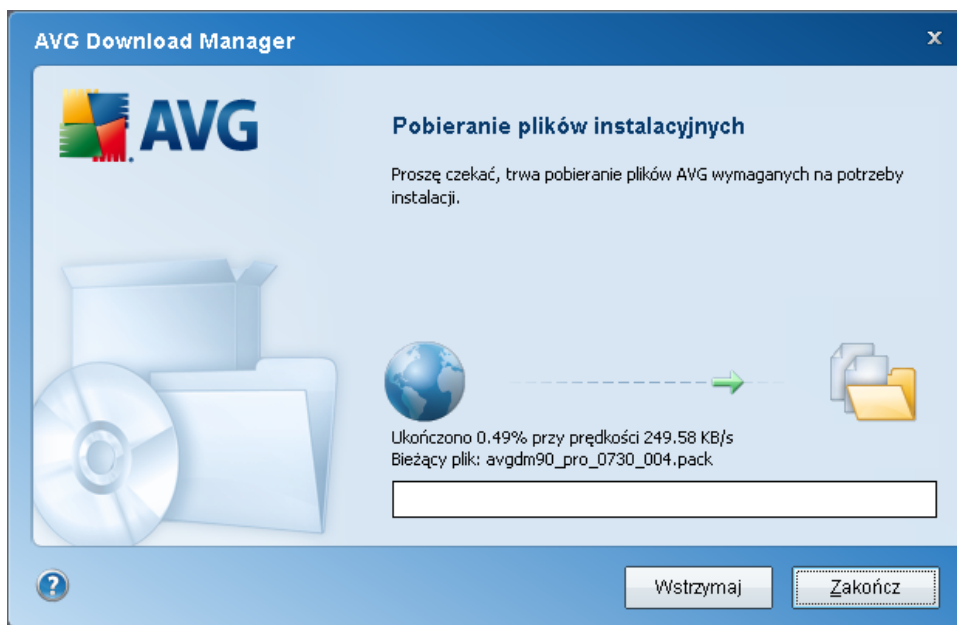 AVG Download Manager
x
AVG
Pobieranie plików instalacyjnych
Proszę czekać, trwa pobieranie plików AVG wymaganych na potrzeby
instalacji.
Ukończono 0.49% przy prędkości 249.58 KB/s
Bieżący plik: avgdm90_pro_0730_004.pack
?
Wstrzymaj
Zakończ